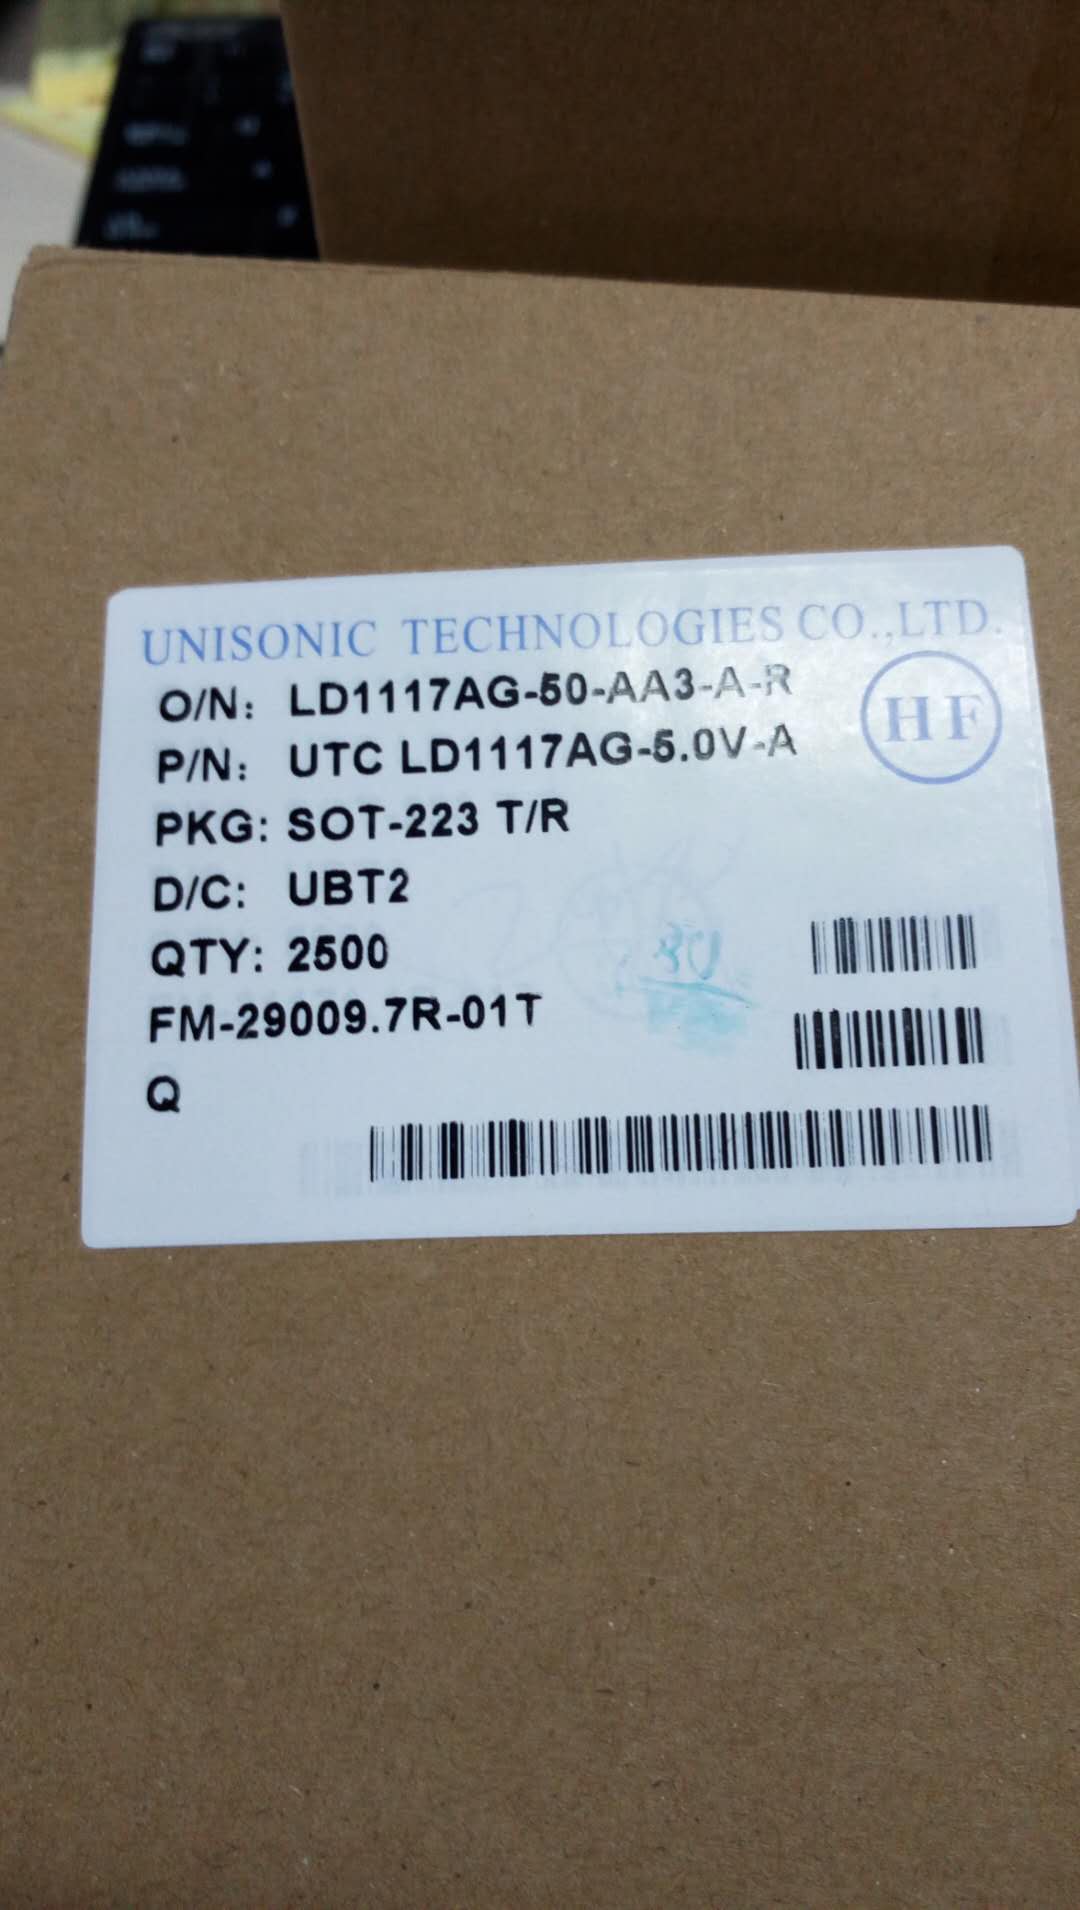 UNISONIC TECHNOLOGIES CO.,LTD.
O/N: LD1117AG-50-AA3-A-R
HF
P/N: UTC LD1117AG-5.0V-A
PKG: SOT-223 T/R
D/C: UBT2
QTY: 2500
80
FM-29009.7R-01T
Q